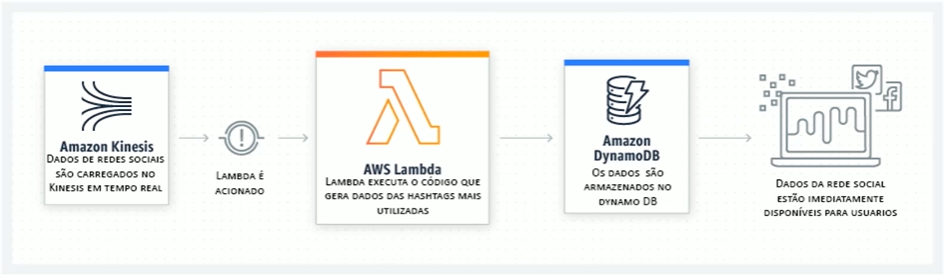 Amazon Kinesis
DADOS DE REDES SOCIAIS
SÃO CARREGADOS NO
KINESIS EM TEMPO REAL
LAMBDA É
ACIONADO
AWS Lambda
LAMBDA EXECUTA O CÓDIGO QUE
GERA DADOS DAS HASHTAGS MAIS
UTILIZADAS
Amazon
DynamoDB
OS DADOS SÃO
ARMAZENADOS NO
DYNAMO DB
DADOS DA REDE SOCIAL
ESTÃO IMEDIATAMENTE
DISPONÍVEIS PARA USUARIOS